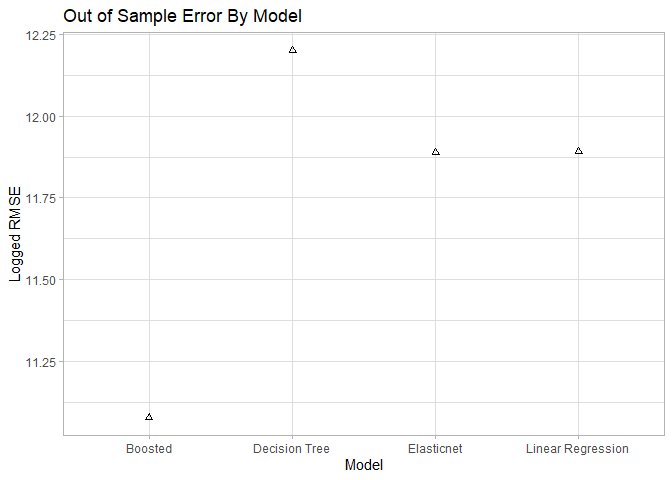 Out of Sample Error By Model
Logged RMSE
12.25
12.00
11.75
11.50
11.25
Boosted
Decision Tree
Elasticnet
Linear Regression
Model